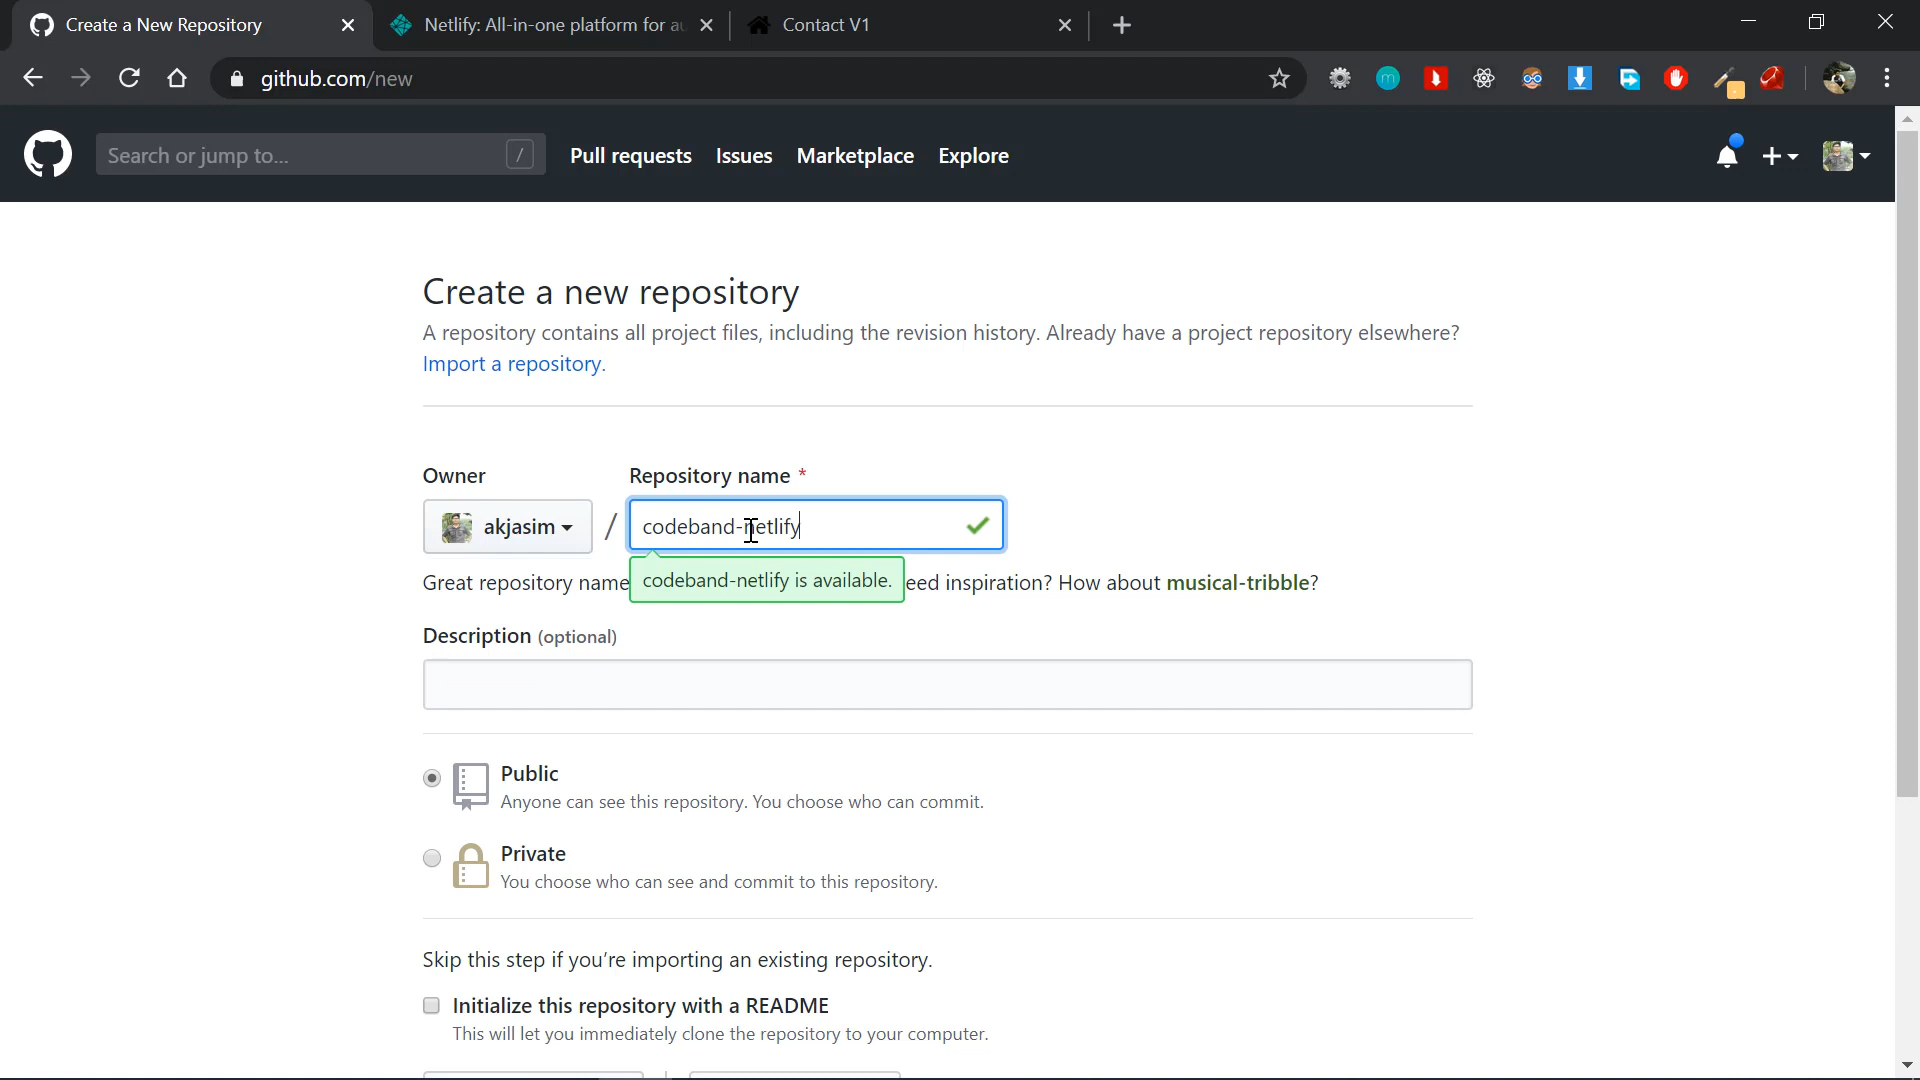 Create a New Repository
Netlify: All-in-one platform for au
Contact V1
github.com/new
m
Search or jump to... /
Pull requests Issues Marketplace Explore
Create a new repository
A repository contains all project files, including the revision history. Already have a project repository elsewhere?
Import a repository.
Owner Repository name *
akjasim / codeband-netlify
codeband-netlify is available.
Great repository name eed inspiration? How about musical-tribble?
Description (optional)
Public
Anyone can see this repository. You choose who can commit.
Private
You choose who can see and commit to this repository.
Skip this step if you're importing an existing repository.
Initialize this repository with a README
This will let you immediately clone the repository to your computer.